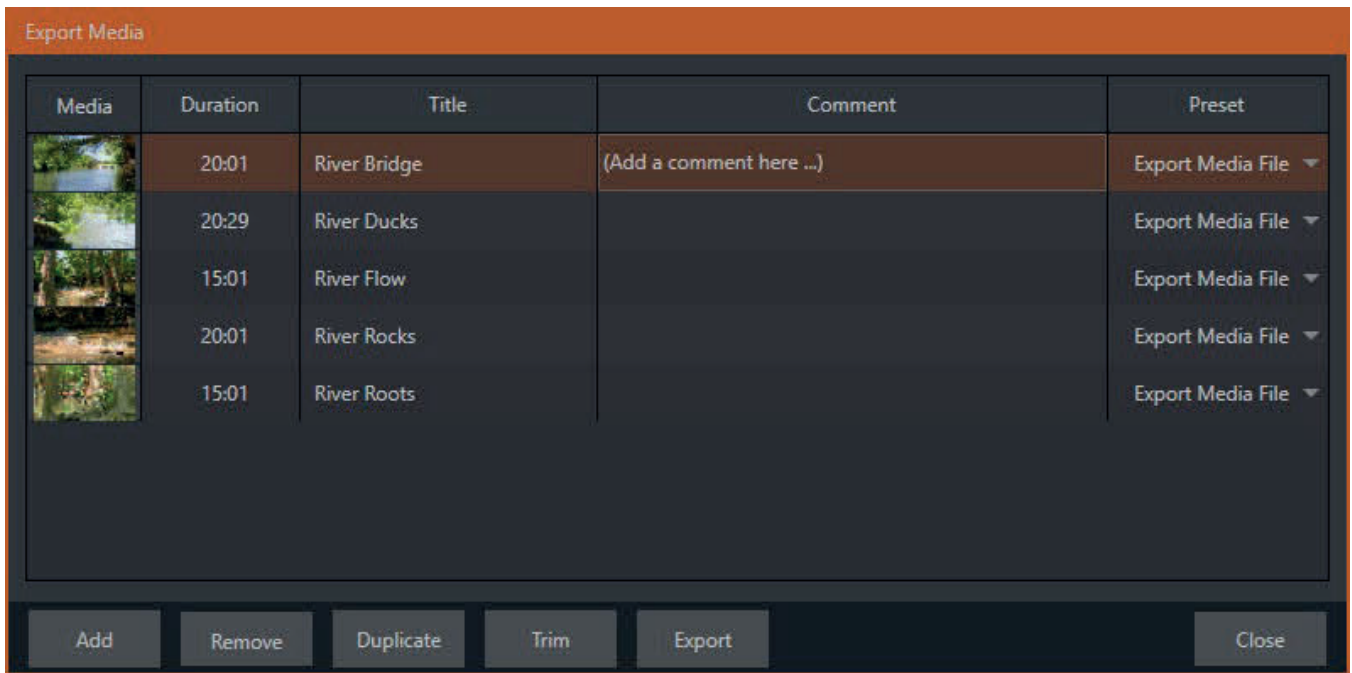 Export Media
Media Duration Title Comment Preset
20:01 River Bridge (Add a comment here ...) Export Media File
20:29 River Ducks Export Media File
15:01 River Flow Export Media File
20:01 River Rocks Export Media File
15:01 River Roots Export Media File
Add Remove Duplicate Trim Export Close